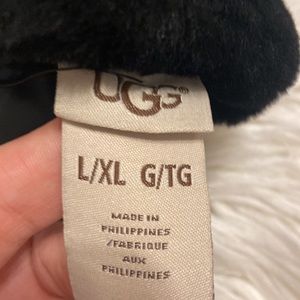 UGG®
L/XL G/TG
MADE IN
PHILIPPINES
/FABRIQUE
AUX
PHILIPPINES